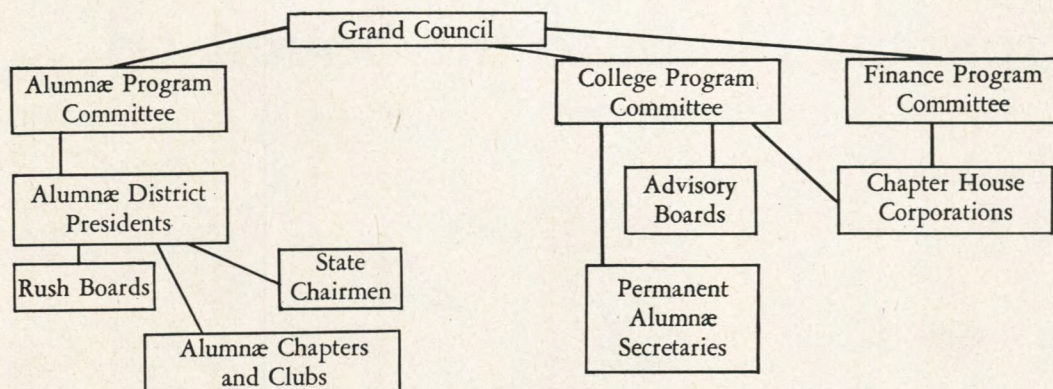 Grand Council
Alumnæ Program
Committee
College Program
Committee
Finance Program
Committee
Alumnæ District
Presidents
Advisory
Boards
Chapter House
Corporations
Rush Boards
State
Chairmen
Permanent
Alumnæ
Secretaries
Alumnæ Chapters
and Clubs